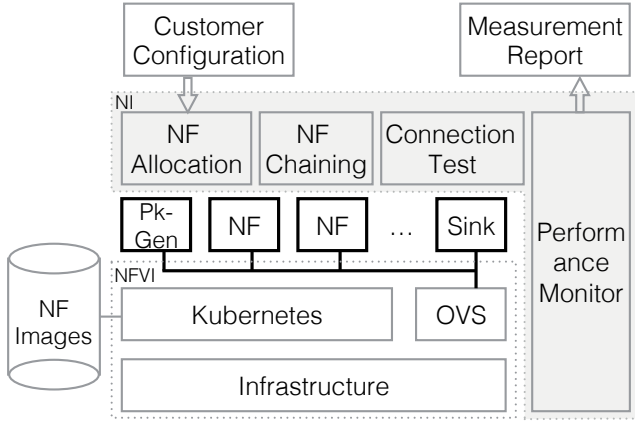 Customer
Configuration
Measurement
Report
NI
NF
Allocation
NF
Chaining
Connection
Test
Perform
ance
Monitor
Pk-
Gen
NF
NF
...
Sink
NFVI
NF
Images
Kubernetes
OVS
Infrastructure